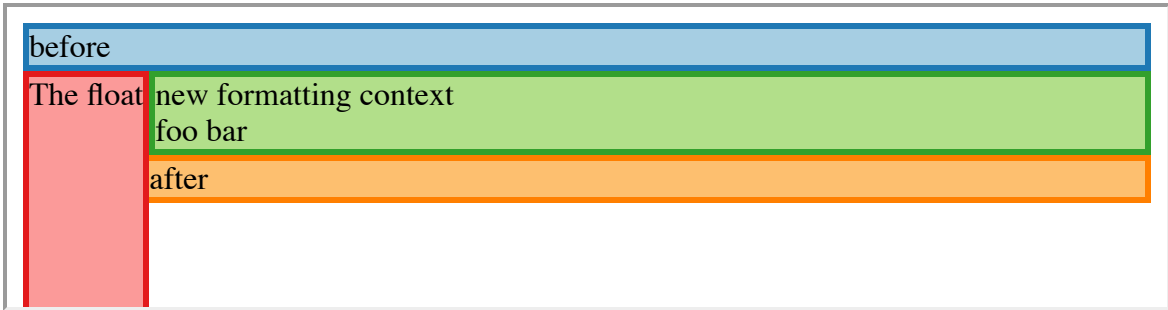 before
The float
new formatting context
foo bar
after